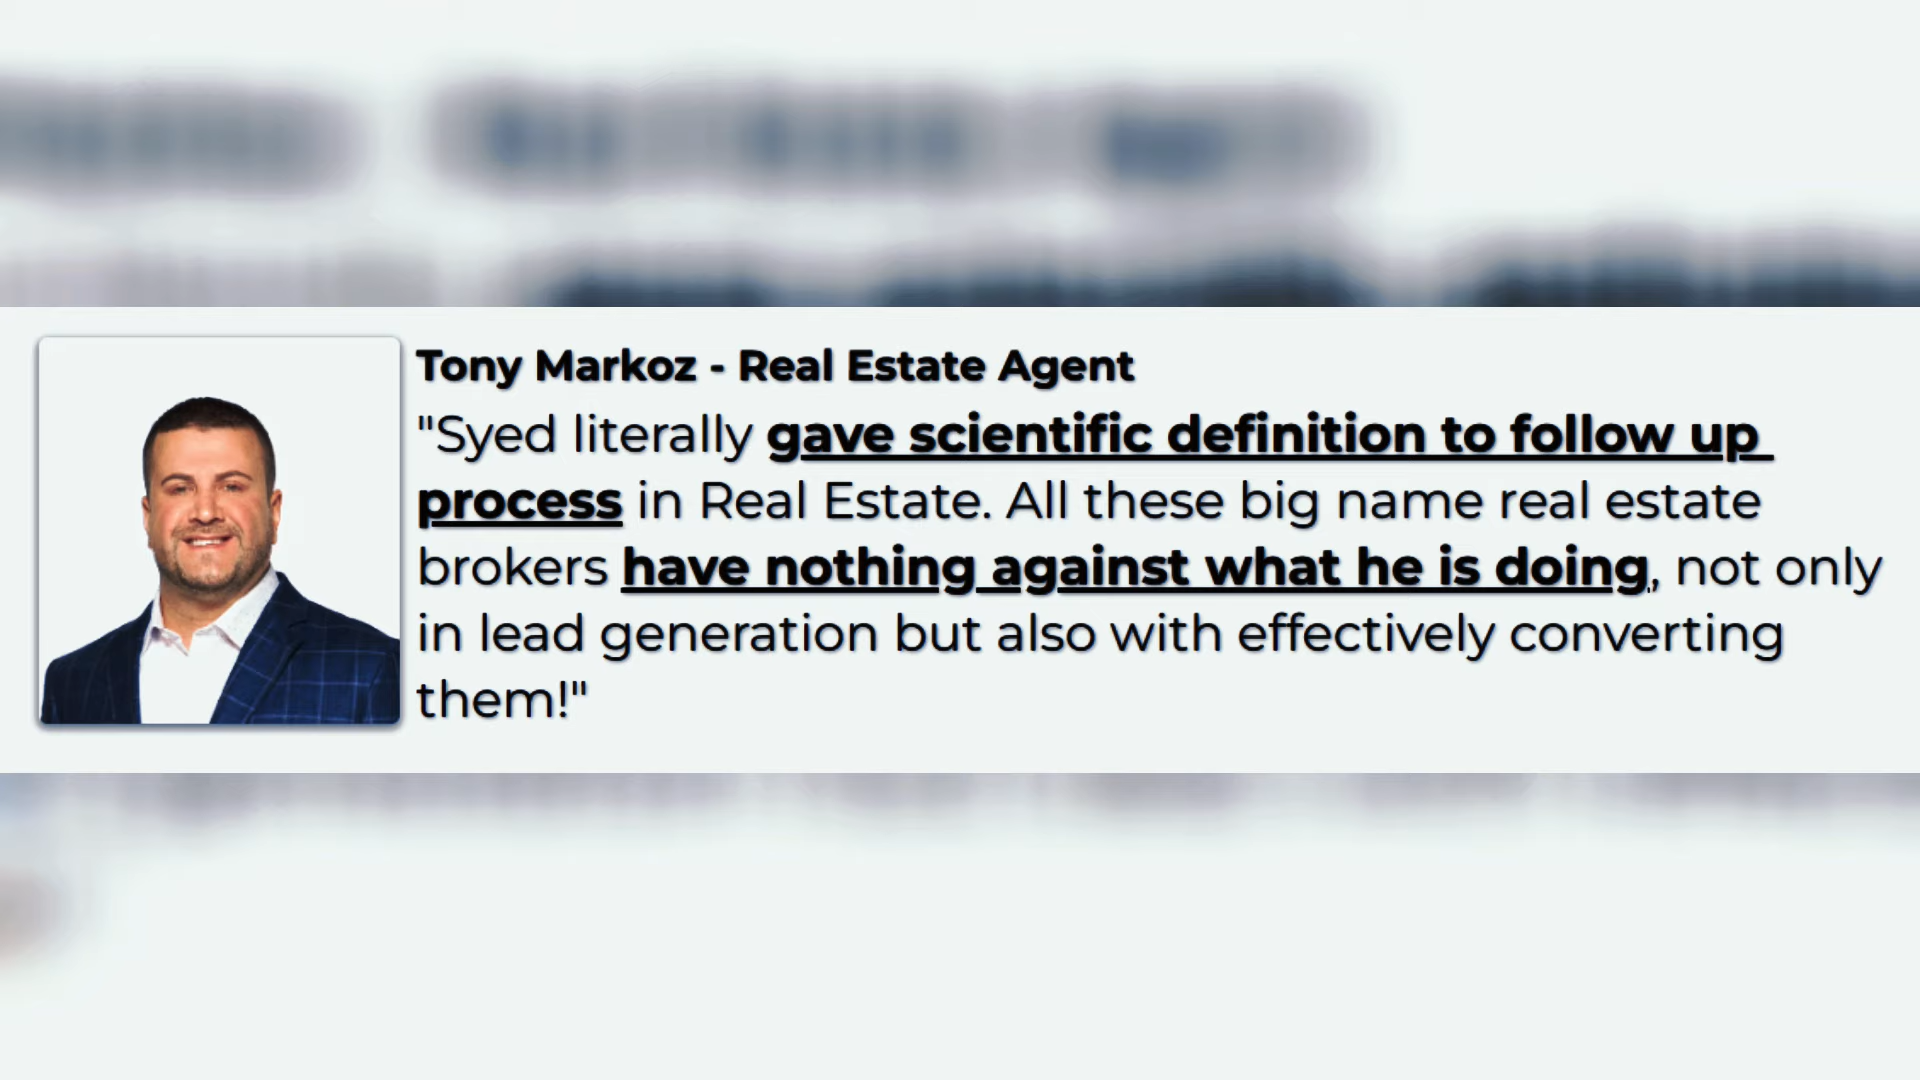 Tony Markoz - Real Estate Agent
"Syed literally gave scientific definition to follow up
process in Real Estate. All these big name real estate
brokers have nothing against what he is doing, not only
in lead generation but also with effectively converting
them!"